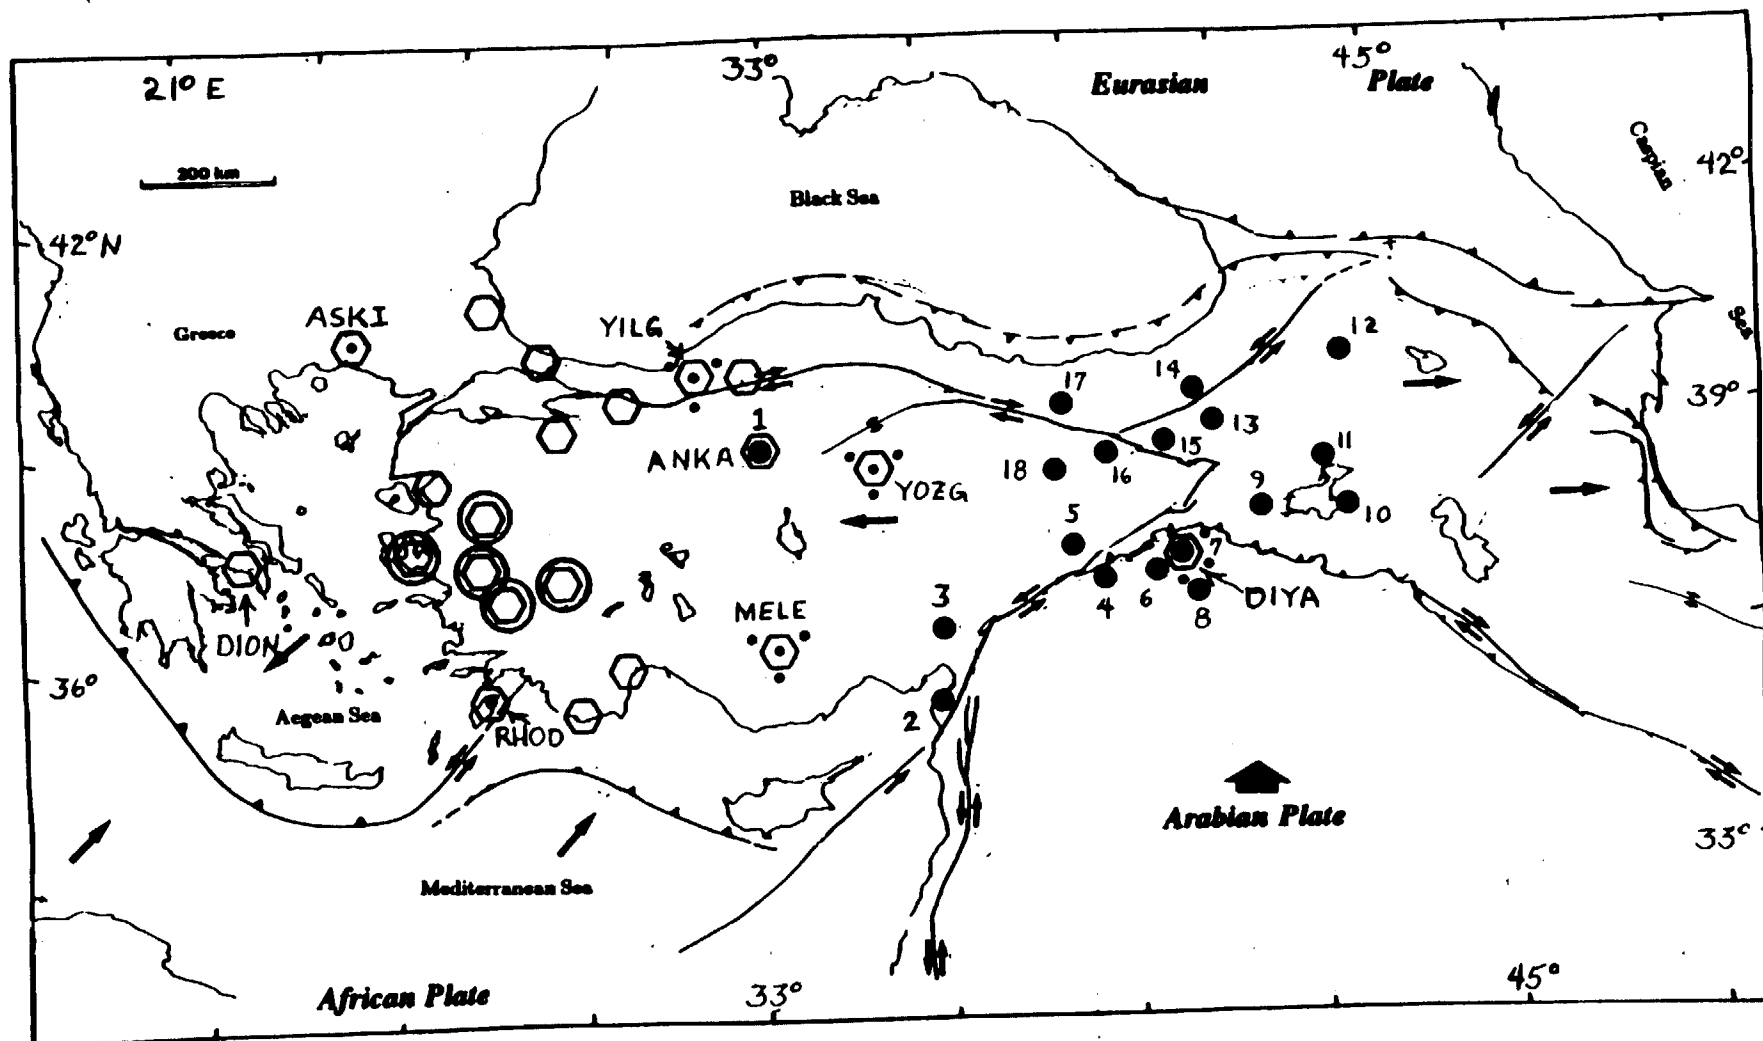 21° E
33°
45°
Eurasian Plate
Caspian
42°
300 km
Black Sea
42°N
ASKI
Greece
YILG
Sea
12
39°
17
14
1
13
ANKA
15
11
18
16
YOZG
9
10
5
7
DION
MELE
3
4
6
8
DIYA
36°
Aegean Sea
RHOD
2
Arabian Plate
33°
Mediterranean Sea
African Plate
33°
45°